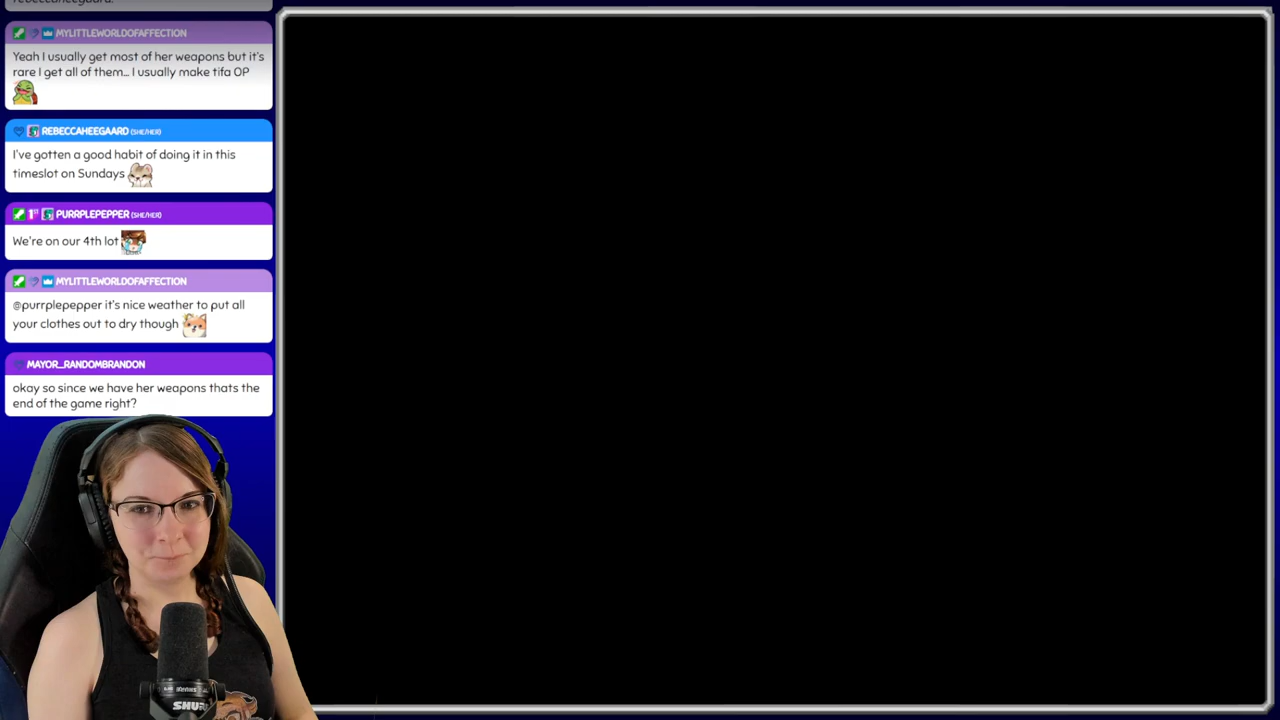 MYLITTLEWORLDOFAFFECTION
Yeah I usually get most of her weapons but it's
rare I get all of them... I usually make tifa OP
REBECCAHEEGAARD (SHE/HER)
I've gotten a good habit of doing it in this
timeslot on Sundays
1ST PURRPLEPEPPER (SHE/HER)
We're on our 4th lot
MYLITTLEWORLDOFAFFECTION
@purrplepepper it's nice weather to put all
your clothes out to dry though
MAYOR_RANDOMBRANDON
okay so since we have her weapons thats the
end of the game right?
SHURE